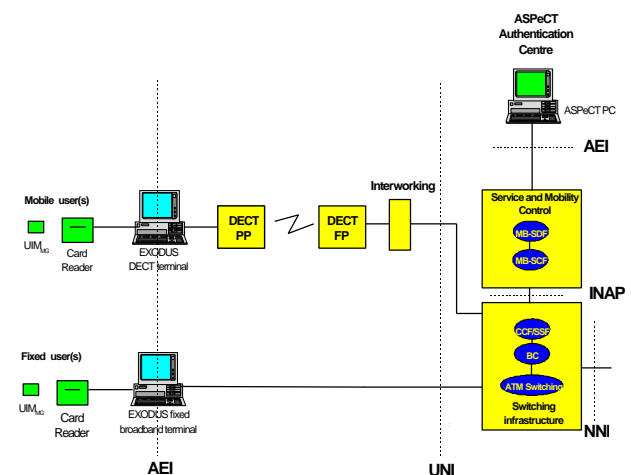 ASPeCT
Authentication
Centre
ASPeCT PC
AEI
Interworking
Service and Mobility
Control
MB-SDF
MB-SCF
Mobile user(s)
UIM MG
Card
Reader
EXODUS
DECT terminal
DECT
PP
DECT
FP
INAP
CCF/SSF
BC
ATM Switching
Switching
infrastructure
NNI
Fixed user(s)
UIM MG
Card
Reader
EXODUS fixed
broadband terminal
AEI
UNI